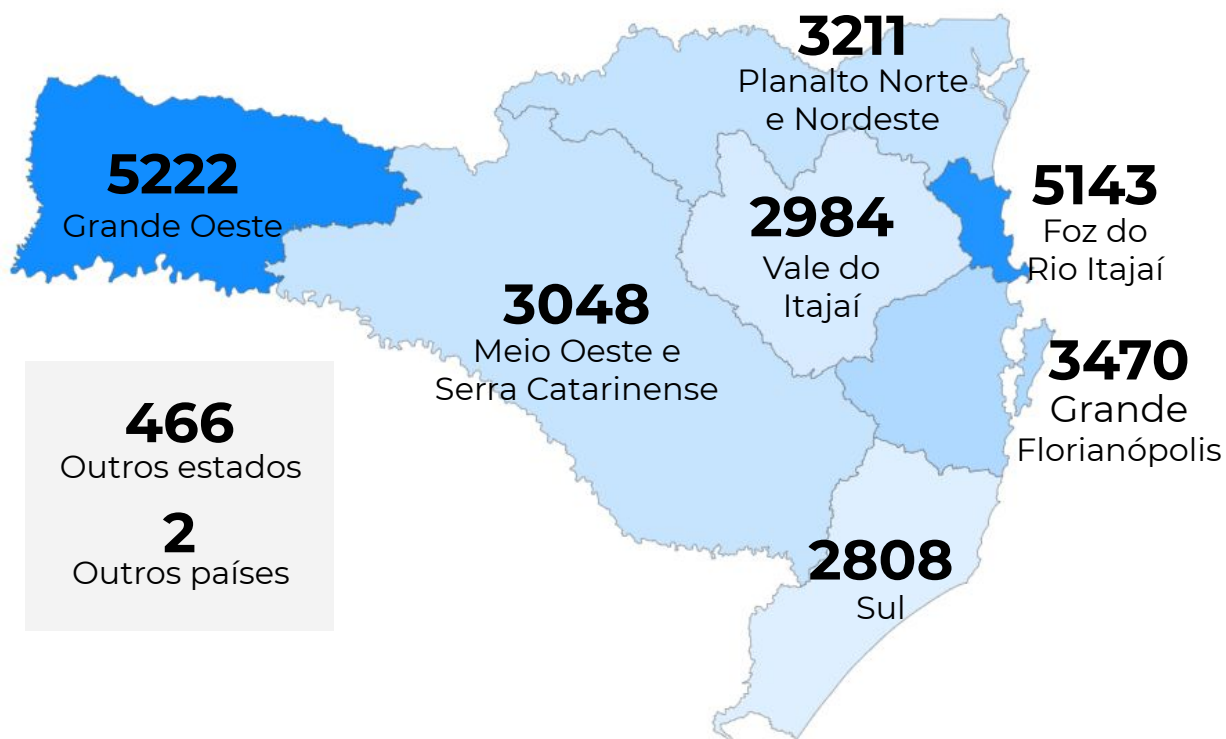 3211
Planalto Norte
e Nordeste
5222
Grande Oeste
5143
Foz do
Rio Itajaí
2984
Vale do
Itajaí
3048
Meio Oeste e
Serra Catarinense
3470
Grande
Florianópolis
466
Outros estados
2
Outros países
2808
Sul